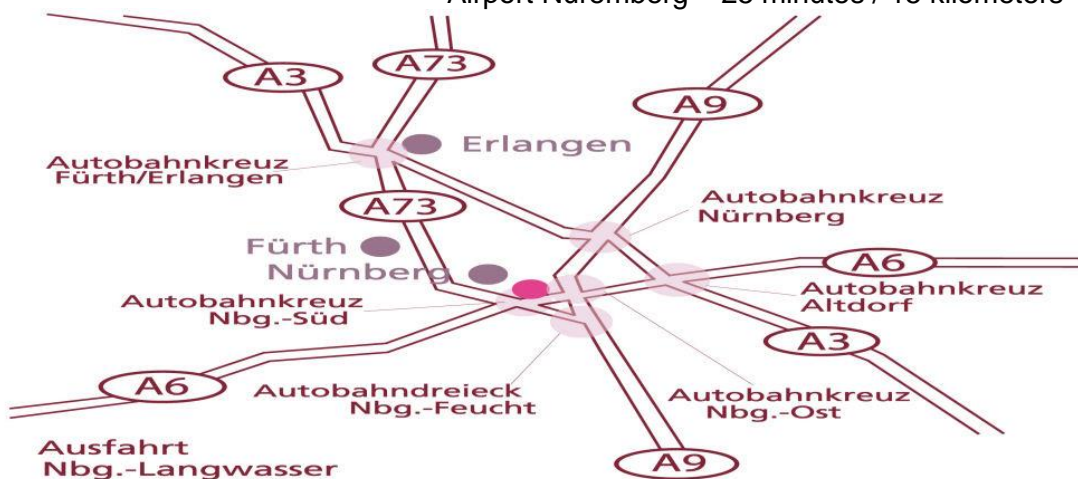 Airport Nuremberg – 25 minutes / 15 kilometers
A3
A73
A9
Erlangen
Autobahnkreuz
Fürth/Erlangen
A73
Autobahnkreuz
Nürnberg
Fürth
Nürnberg
A6
Autobahnkreuz
Nbg.-Süd
Autobahnkreuz
Altdorf
A3
A6
Autobahndreieck
Nbg.-Feucht
Autobahnkreuz
Nbg.-Ost
Ausfahrt
Nbg.-Langwasser
A9